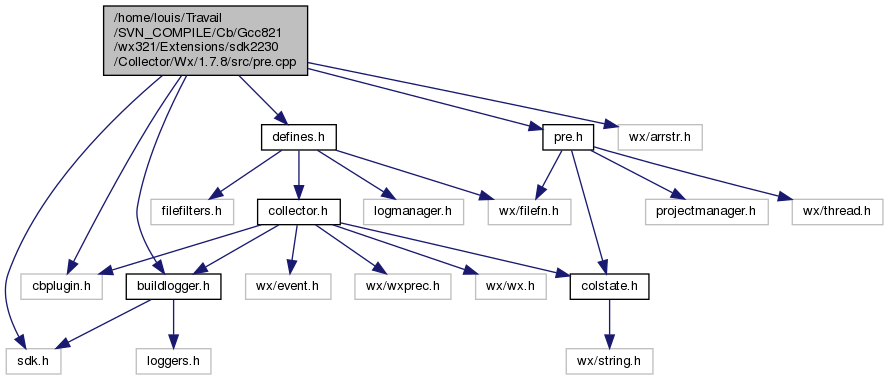 /home/louis/Travail
/SVN_COMPILE/Cb/Gcc821
/wx321/Extensions/sdk2230
/Collector/Wx/1.7.8/src/pre.cpp
defines.h
pre.h
wx/arrstr.h
filefilters.h
collector.h
logmanager.h
wx/filefn.h
projectmanager.h
wx/thread.h
cbplugin.h
buildlogger.h
wx/event.h
wx/wxprec.h
wx/wx.h
colstate.h
sdk.h
loggers.h
wx/string.h